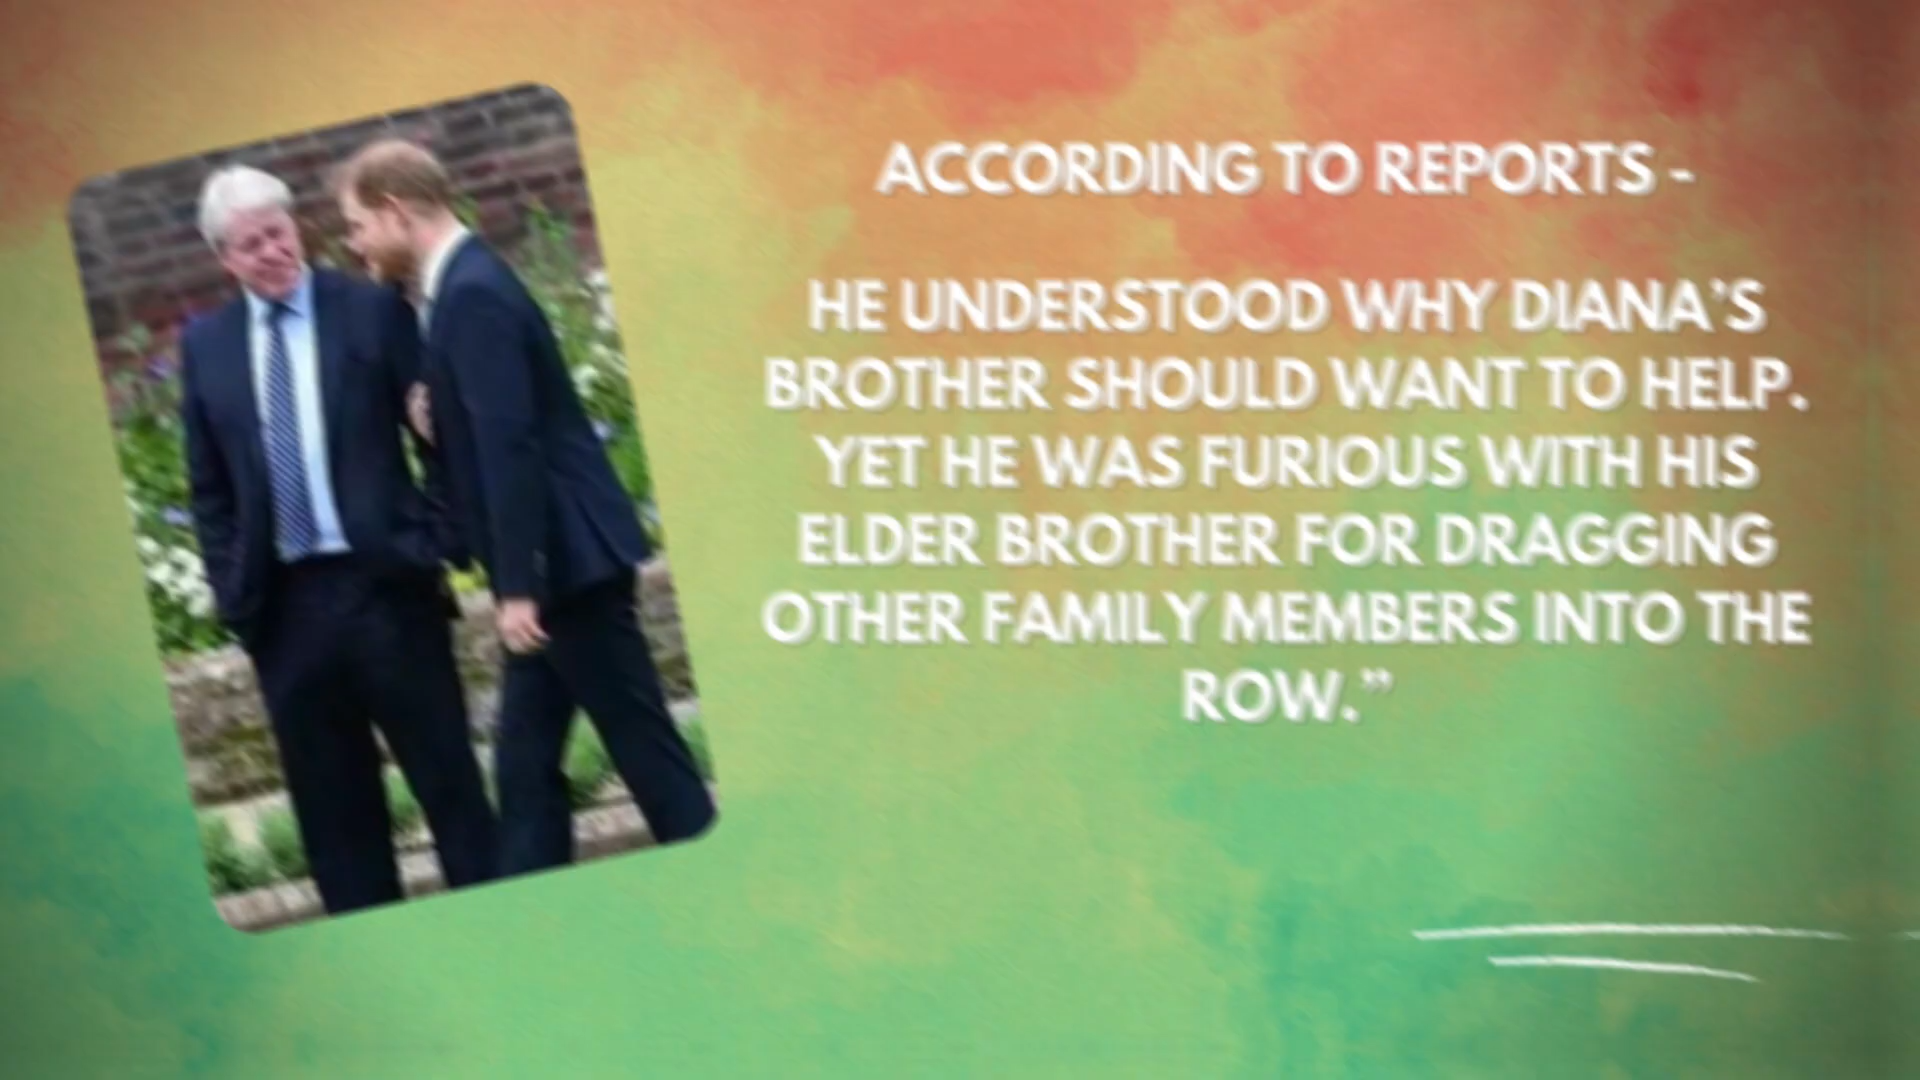 ACCORDING TO REPORTS -
HE UNDERSTOOD WHY DIANA'S
BROTHER SHOULD WANT TO HELP.
YET HE WAS FURIOUS WITH HIS
ELDER BROTHER FOR DRAGGING
OTHER FAMILY MEMBERS INTO THE
ROW.”